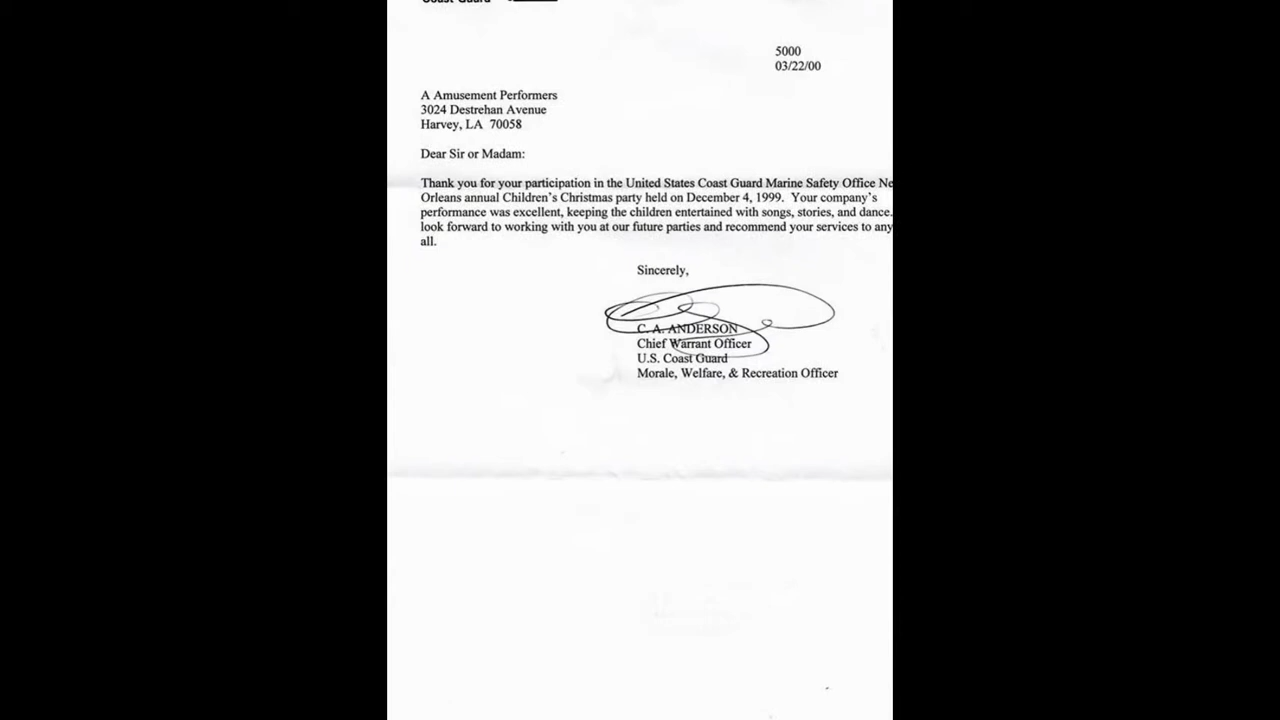 Coast Guard
5000
03/22/00
A Amusement Performers
3024 Destrehan Avenue
Harvey, LA 70058
Dear Sir or Madam:
Thank you for your participation in the United States Coast Guard Marine Safety Office Ne
Orleans annual Children's Christmas party held on December 4, 1999. Your company's
performance was excellent, keeping the children entertained with songs, stories, and dance.
look forward to working with you at our future parties and recommend your services to any
all.
Sincerely,
C. A. ANDERSON
Chief Warrant Officer
U.S. Coast Guard
Morale, Welfare, & Recreation Officer